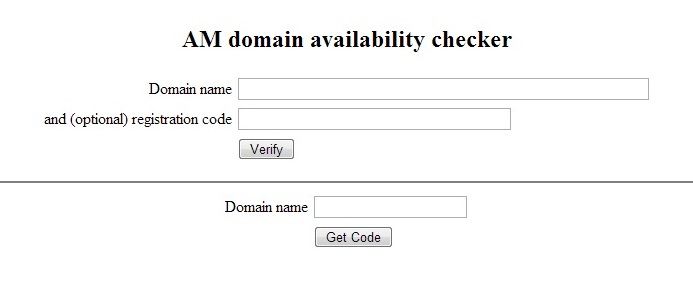 AM domain availability checker
Domain name
and (optional) registration code
Verify
Domain name
Get Code